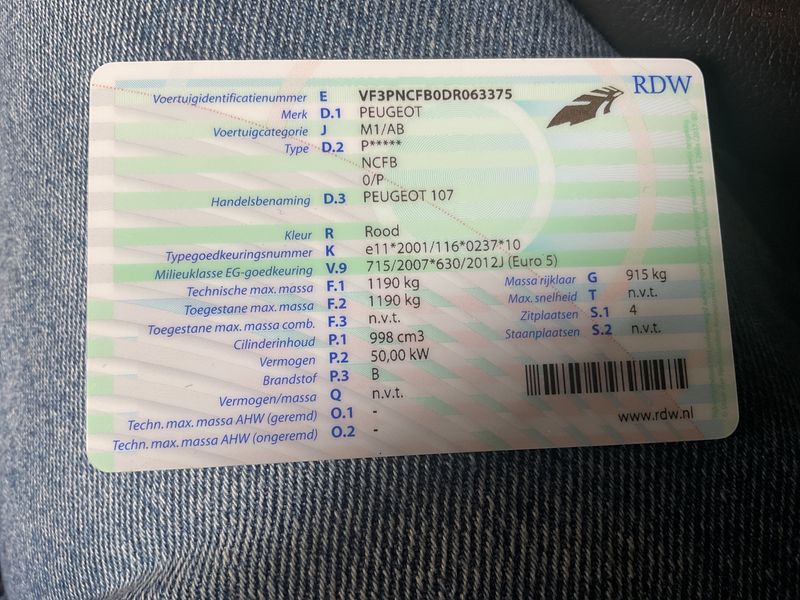 RDW
Voertuigidentificatienummer E VF3PNCFB0DR063375
Merk D.1 PEUGEOT
Voertuigcategorie J M1/AB
Type D.2 P*****
NCFB
0/P
Handelsbenaming D.3 PEUGEOT 107
Kleur R Rood
Typegoedkeuringsnummer K e11*2001/116*0237*10
Milieuklasse EG-goedkeuring V.9 715/2007*630/2012J (Euro 5)
Technische max. massa F.1 1190 kg
Toegestane max. massa F.2 1190 kg
Toegestane max. massa comb. F.3 n.v.t.
Cilinderinhoud P.1 998 cm3
Vermogen P.2 50,00 kW
Brandstof P.3 B
Vermogen/massa Q n.v.t.
Techn. max. massa AHW (geremd) O.1 -
Techn. max. massa AHW (ongeremd) O.2 -
Massa rijklaar G 915 kg
Max. snelheid T n.v.t.
Zitplaatsen S.1 4
Staanplaatsen S.2 n.v.t.
www.rdw.nl